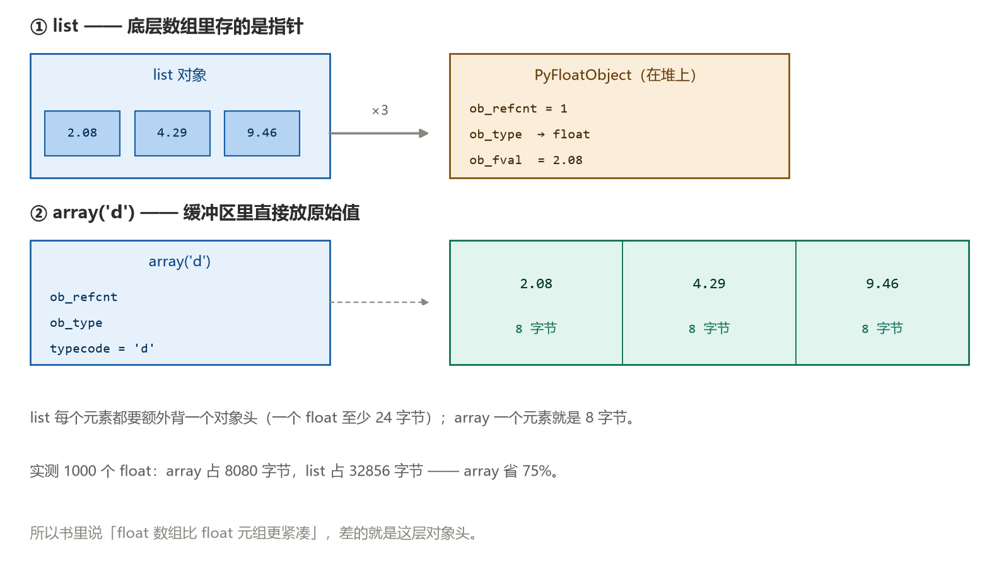 ① list —— 底层数组里存的是指针
list 对象
2.08
4.29
9.46
×3
PyFloatObject（在堆上）
ob_refcnt = 1
ob_type → float
ob_fval = 2.08
② array('d') —— 缓冲区里直接放原始值
array('d')
ob_refcnt
ob_type
typecode = 'd'
2.08
4.29
9.46
8 字节
8 字节
8 字节
list 每个元素都要额外背一个对象头（一个 float 至少 24 字节）；array 一个元素就是 8 字节。
实测 1000 个 float：array 占 8080 字节，list 占 32856 字节 —— array 省 75%。
所以书里说「float 数组比 float 元组更紧凑」，差的就是这层对象头。